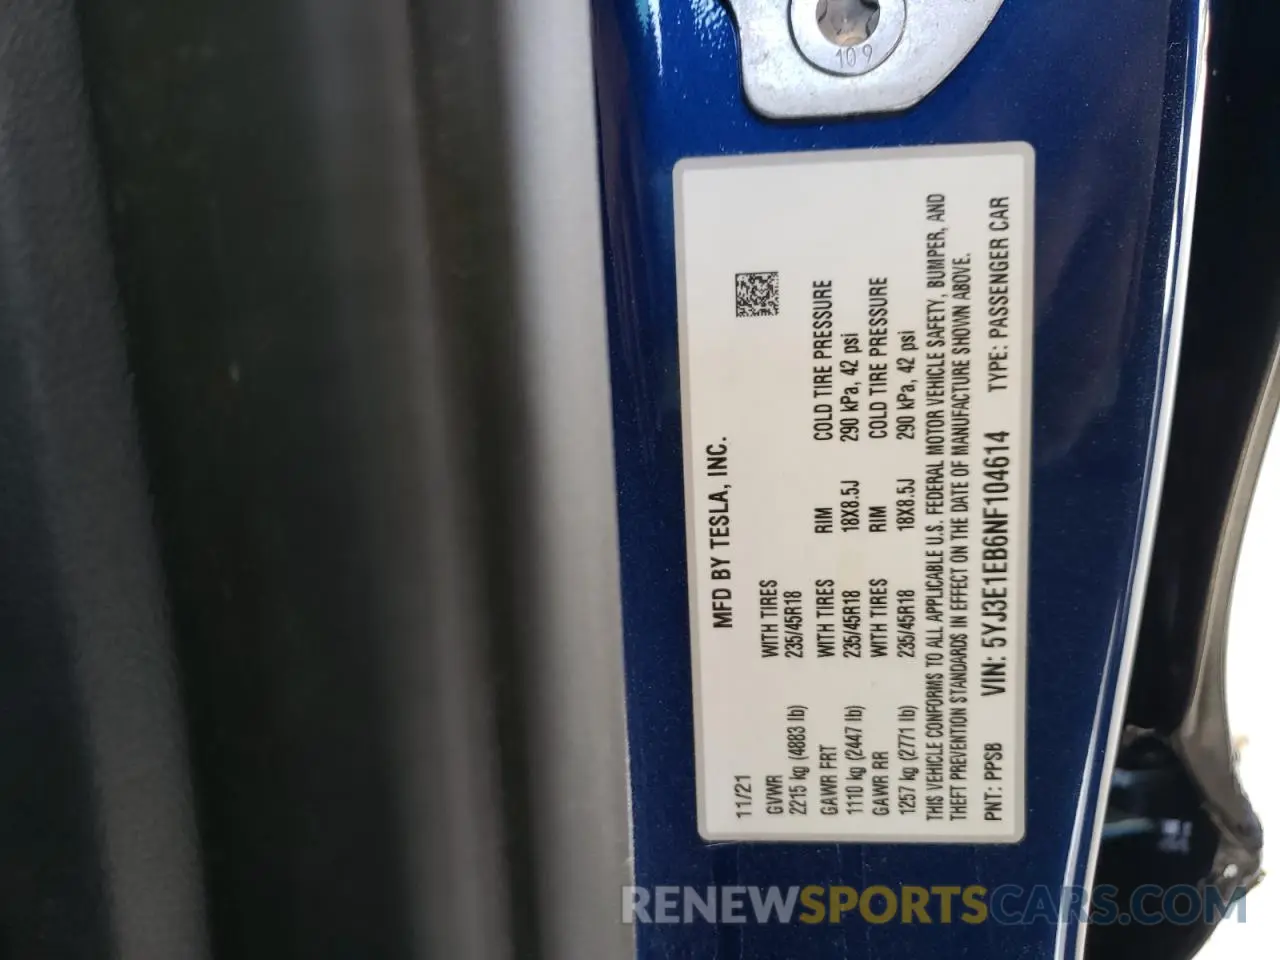 109
MFD BY TESLA, INC.
11/21
GVWR WITH TIRES
2215 kg (4883 lb) 235/45R18
GAWR FRT WITH TIRES RIM COLD TIRE PRESSURE
1110 kg (2447 lb) 235/45R18 18X8.5J 290 kPa, 42 psi
GAWR RR WITH TIRES RIM COLD TIRE PRESSURE
1257 kg (2771 lb) 235/45R18 18X8.5J 290 kPa, 42 psi
THIS VEHICLE CONFORMS TO ALL APPLICABLE U.S. FEDERAL MOTOR VEHICLE SAFETY, BUMPER, AND
THEFT PREVENTION STANDARDS IN EFFECT ON THE DATE OF MANUFACTURE SHOWN ABOVE.
PNT: PPSB VIN: 5YJ3E1EB6NF104614 TYPE: PASSENGER CAR
RENEWSPORTSCARS.COM